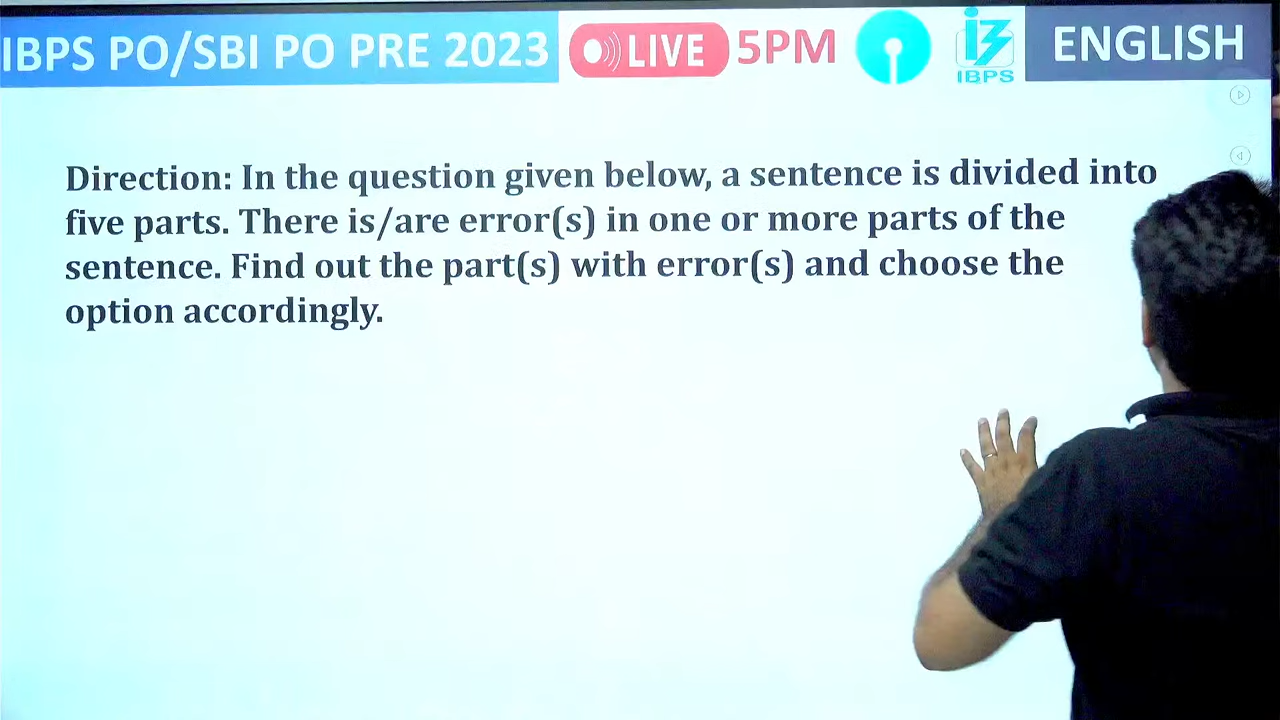 IBPS PO/SBI PO PRE 2023 LIVE 5PM IBPS ENGLISH
Direction: In the question given below, a sentence is divided into
five parts. There is/are error(s) in one or more parts of the
sentence. Find out the part(s) with error(s) and choose the
option accordingly.